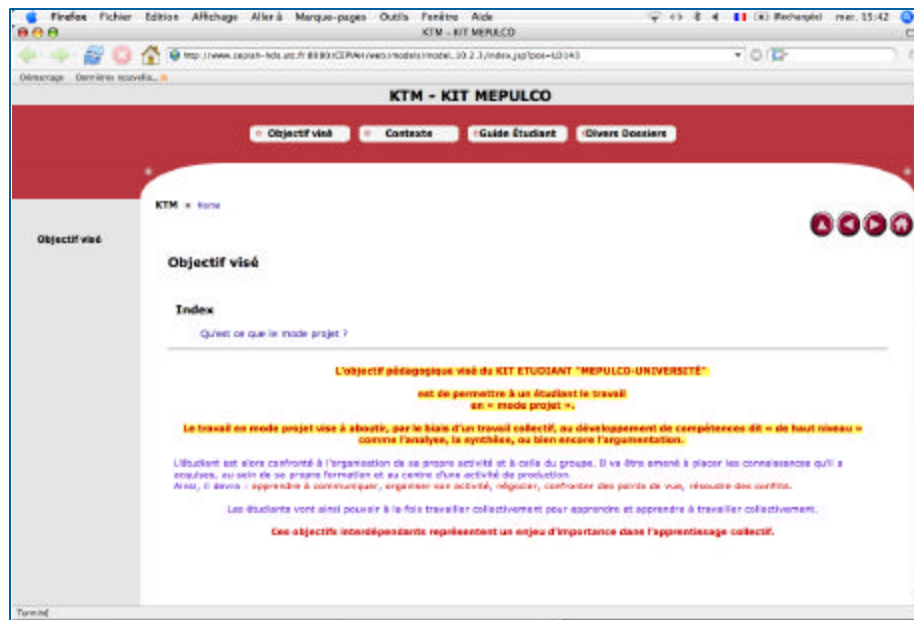 Firefox Fichier Edition Affichage Aller à Marque-pages Outils Fenêtre Aide mer. 15:42
KTM - KIT MEPULCO
Démarrage Dernières nouvelle...
KTM - KIT MEPULCO
Objectif visé Contexte Guide Étudiant Divers Dossiers
KTM » Home
Objectif visé
Objectif visé
Index
Qu'est ce que le mode projet ?
L'objectif pédagogique visé du KIT ETUDIANT "MEPULCO-UNIVERSITÉ"
est de permettre à un étudiant le travail
en « mode projet ».
Le travail en mode projet vise à aboutir, par le biais d'un travail collectif, au développement de compétences dit « de haut niveau »
comme l'analyse, la synthèse, ou bien encore l'argumentation.
L'étudiant est alors confronté à l'organisation de sa propre activité et à celle du groupe. Il va être amené à placer les connaissances qu'il a
acquises, au sein de sa propre formation et au centre d'une activité de production.
Ainsi, il devra : apprendre à communiquer, organiser son activité, négocier, confronter des points de vue, résoudre des conflits.
Les étudiants vont ainsi pouvoir à la fois travailler collectivement pour apprendre et apprendre à travailler collectivement.
Ces objectifs interdépendants représentent un enjeu d'importance dans l'apprentissage collectif.
Terminé